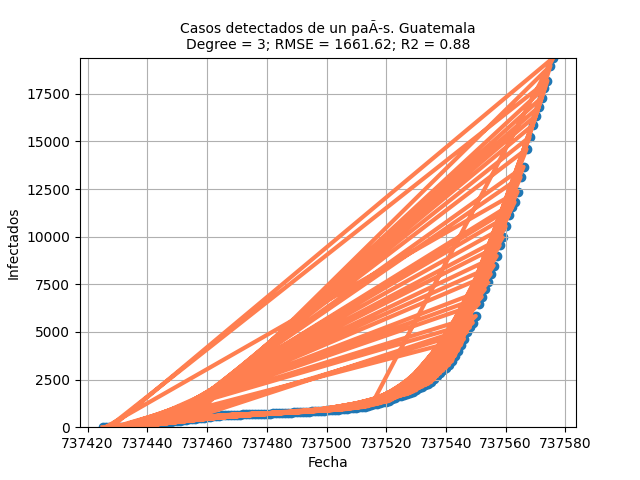 Casos detectados de un paÃ-s. Guatemala
Degree = 3; RMSE = 1661.62; R2 = 0.88
17500
15000
12500
10000
7500
5000
2500
0
Infectados
737420 737440 737460 737480 737500 737520 737540 737560 737580
Fecha